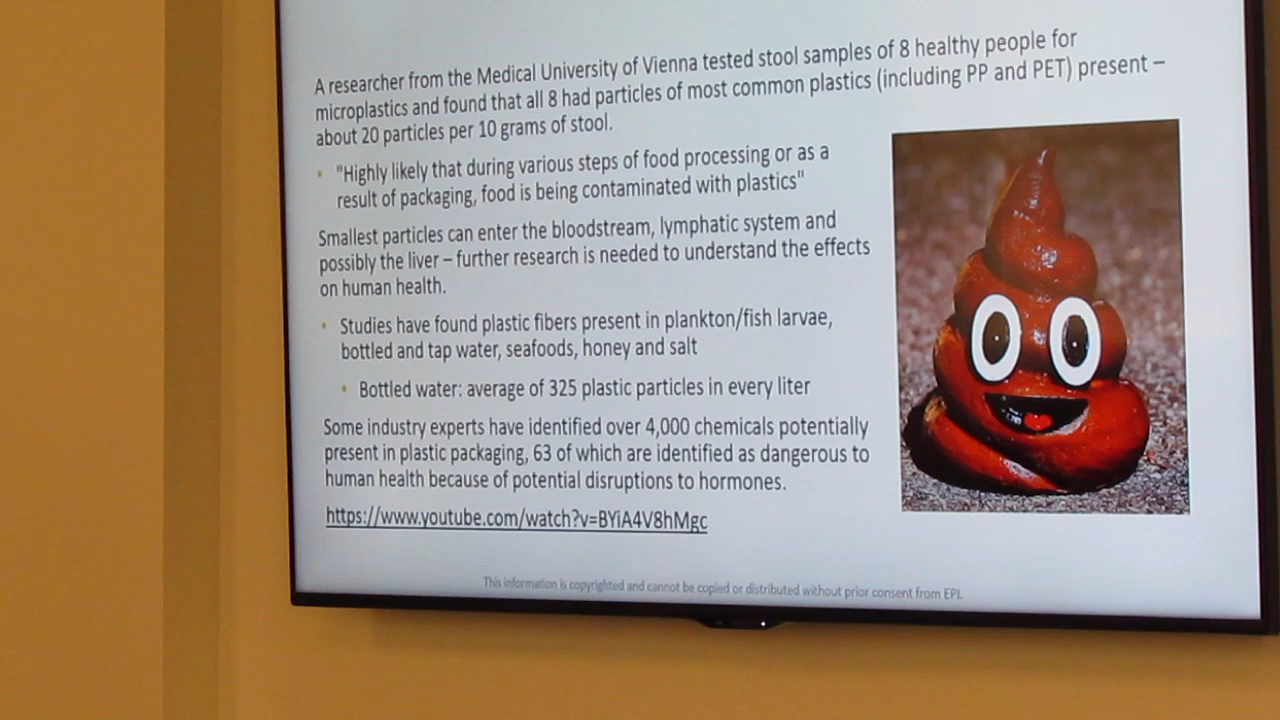 A researcher from the Medical University of Vienna tested stool samples of 8 healthy people for
microplastics and found that all 8 had particles of most common plastics (including PP and PET) present –
about 20 particles per 10 grams of stool.
"Highly likely that during various steps of food processing or as a
result of packaging, food is being contaminated with plastics"
Smallest particles can enter the bloodstream, lymphatic system and
possibly the liver – further research is needed to understand the effects
on human health.
Studies have found plastic fibers present in plankton/fish larvae,
bottled and tap water, seafoods, honey and salt
Bottled water: average of 325 plastic particles in every liter
Some industry experts have identified over 4,000 chemicals potentially
present in plastic packaging, 63 of which are identified as dangerous to
human health because of potential disruptions to hormones.
https://www.youtube.com/watch?v=BYiA4V8hMgc
This information is copyrighted and cannot be copied or distributed without prior consent from EPI.